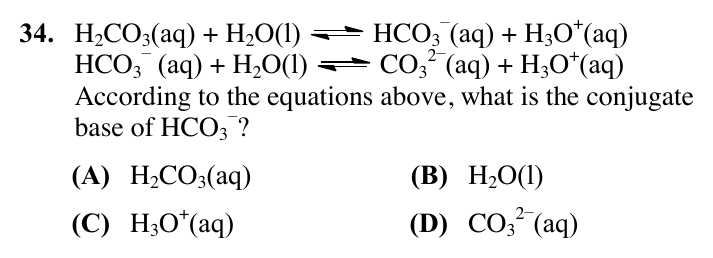 34. H₂CO₃(aq) + H₂O(l) ⇌ HCO₃⁻(aq) + H₃O⁺(aq)
HCO₃⁻ (aq) + H₂O(l) ⇌ CO₃²⁻(aq) + H₃O⁺(aq)
According to the equations above, what is the conjugate
base of HCO₃⁻?
(A) H₂CO₃(aq) (B) H₂O(l)
(C) H₃O⁺(aq) (D) CO₃²⁻(aq)